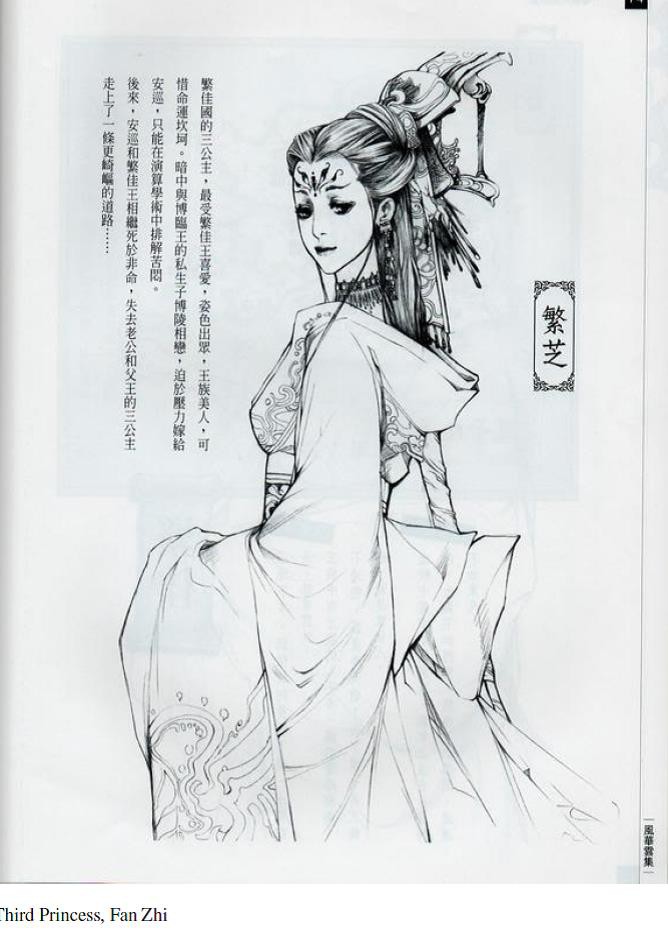 繁芝
繁佳國的三公主，最受繁佳王喜愛，姿色出眾，王族美人，可
惜命運坎坷。暗中與博臨王的私生子博陵相戀，迫於壓力嫁給
安巡，只能在演算學術中排解苦悶。
後來，安巡和繁佳王相繼死於非命，失去老公和父王的三公主
走上了一條更崎嶇的道路……
風華雲集
Third Princess, Fan Zhi